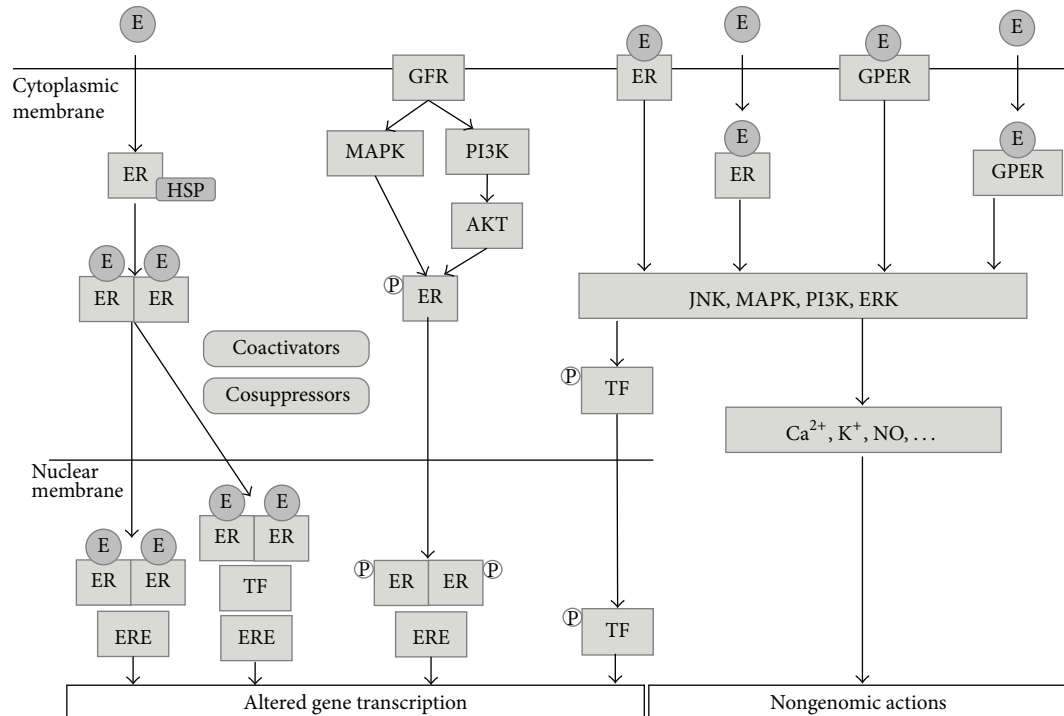 E E E E E
Cytoplasmic
membrane
GFR ER GPER
MAPK PI3K E E
ER ER GPER
HSP
AKT
E E
ER ER P ER JNK, MAPK, PI3K, ERK
Coactivators
P TF
Cosuppressors
Ca²⁺, K⁺, NO, ...
Nuclear
membrane
E E
ER ER
E E
ER ER P ER ER P
TF
ERE ERE ERE P TF
Altered gene transcription Nongenomic actions